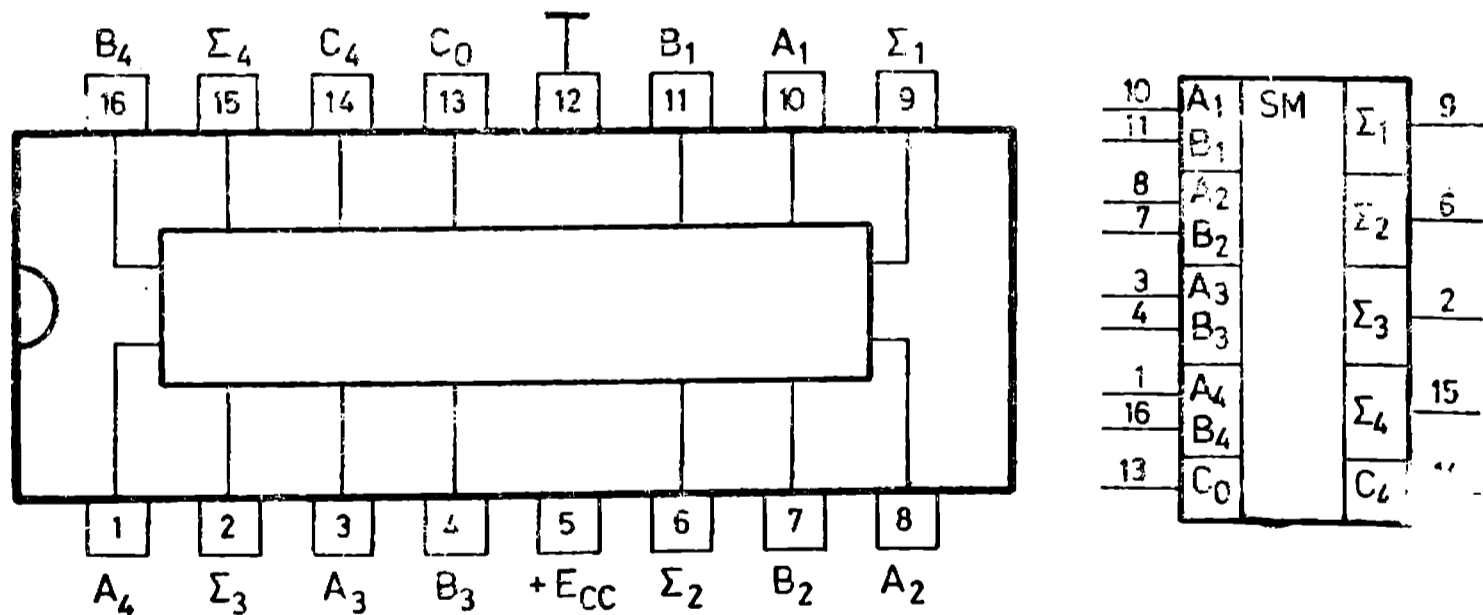 B₄ Σ₄ C₄ C₀ B₁ A₁ Σ₁
16 15 14 13 12 11 10 9
1 2 3 4 5 6 7 8
A₄ Σ₃ A₃ B₃ +E_CC Σ₂ B₂ A₂
10 A₁ SM Σ₁ 9
11 B₁
8 A₂ Σ₂ 6
7 B₂
3 A₃ Σ₃ 2
4 B₃
1 A₄ Σ₄ 15
16 B₄
13 C₀ C₄